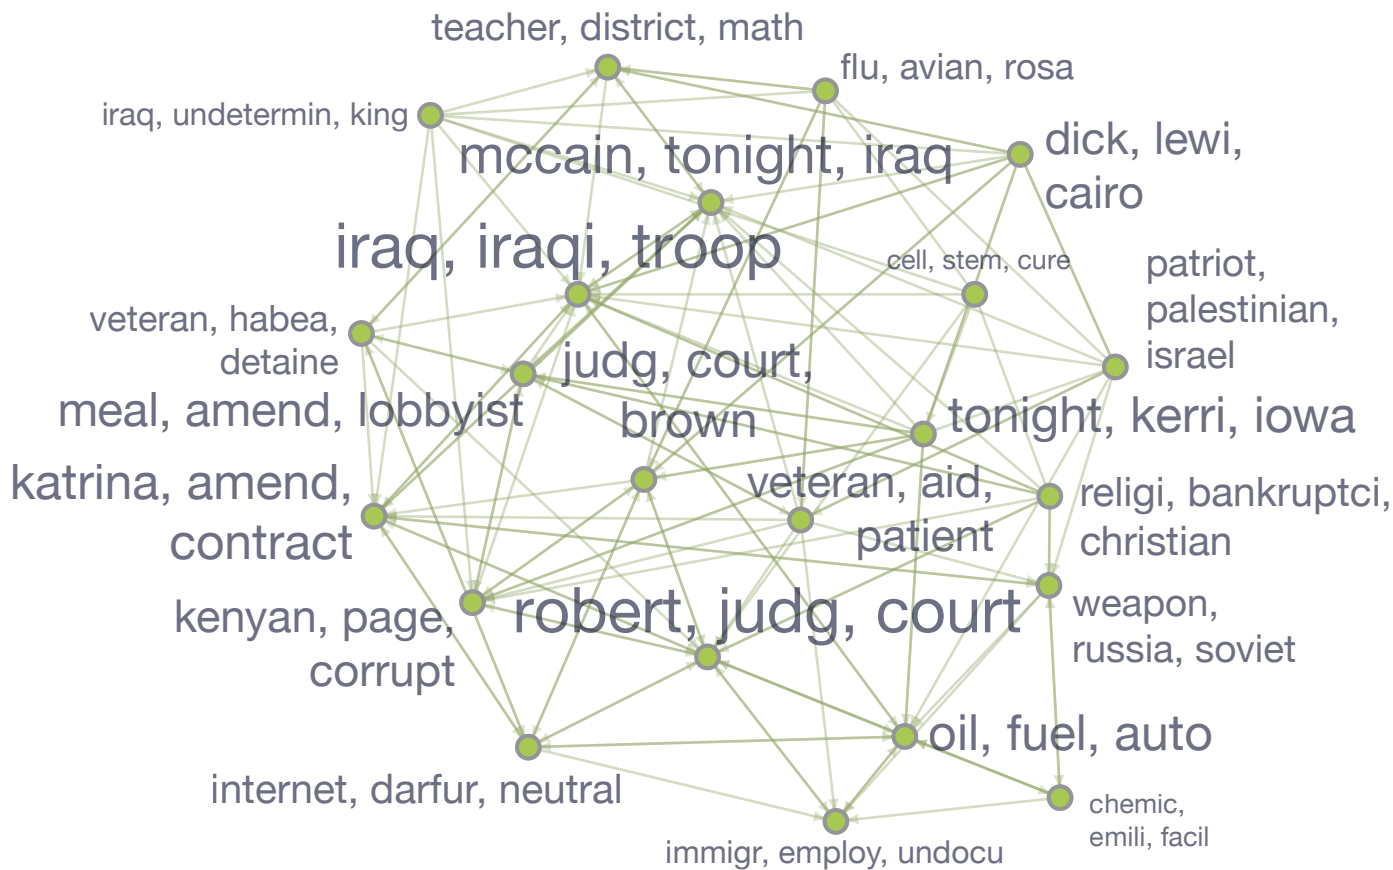 teacher, district, math
flu, avian, rosa
iraq, undetermin, king
mccain, tonight, iraq
dick, lewi,
cairo
iraq, iraqi, troop
cell, stem, cure
patriot,
palestinian,
israel
veteran, habea,
detaine
judg, court,
brown
meal, amend, lobbyist
tonight, kerri, iowa
katrina, amend,
contract
veteran, aid,
patient
religi, bankruptci,
christian
kenyan, page,
corrupt
robert, judg, court
weapon,
russia, soviet
oil, fuel, auto
internet, darfur, neutral
chemic,
emili, facil
immigr, employ, undocu